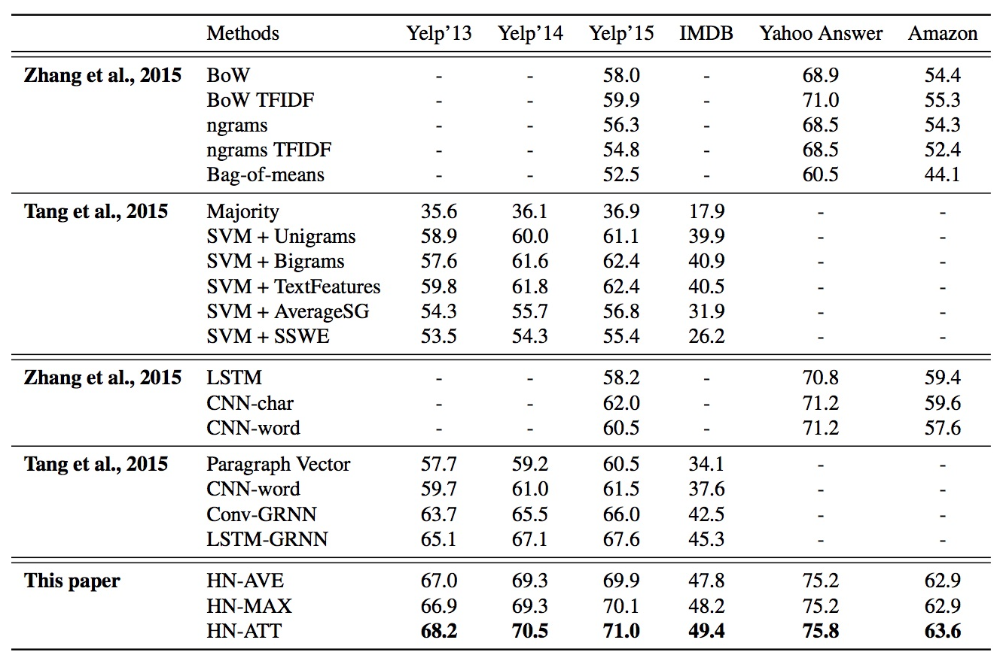 Methods Yelp’13 Yelp’14 Yelp’15 IMDB Yahoo Answer Amazon
Zhang et al., 2015 BoW - - 58.0 - 68.9 54.4
BoW TFIDF - - 59.9 - 71.0 55.3
ngrams - - 56.3 - 68.5 54.3
ngrams TFIDF - - 54.8 - 68.5 52.4
Bag-of-means - - 52.5 - 60.5 44.1
Tang et al., 2015 Majority 35.6 36.1 36.9 17.9 - -
SVM + Unigrams 58.9 60.0 61.1 39.9 - -
SVM + Bigrams 57.6 61.6 62.4 40.9 - -
SVM + TextFeatures 59.8 61.8 62.4 40.5 - -
SVM + AverageSG 54.3 55.7 56.8 31.9 - -
SVM + SSWE 53.5 54.3 55.4 26.2 - -
Zhang et al., 2015 LSTM - - 58.2 - 70.8 59.4
CNN-char - - 62.0 - 71.2 59.6
CNN-word - - 60.5 - 71.2 57.6
Tang et al., 2015 Paragraph Vector 57.7 59.2 60.5 34.1 - -
CNN-word 59.7 61.0 61.5 37.6 - -
Conv-GRNN 63.7 65.5 66.0 42.5 - -
LSTM-GRNN 65.1 67.1 67.6 45.3 - -
This paper HN-AVE 67.0 69.3 69.9 47.8 75.2 62.9
HN-MAX 66.9 69.3 70.1 48.2 75.2 62.9
HN-ATT 68.2 70.5 71.0 49.4 75.8 63.6